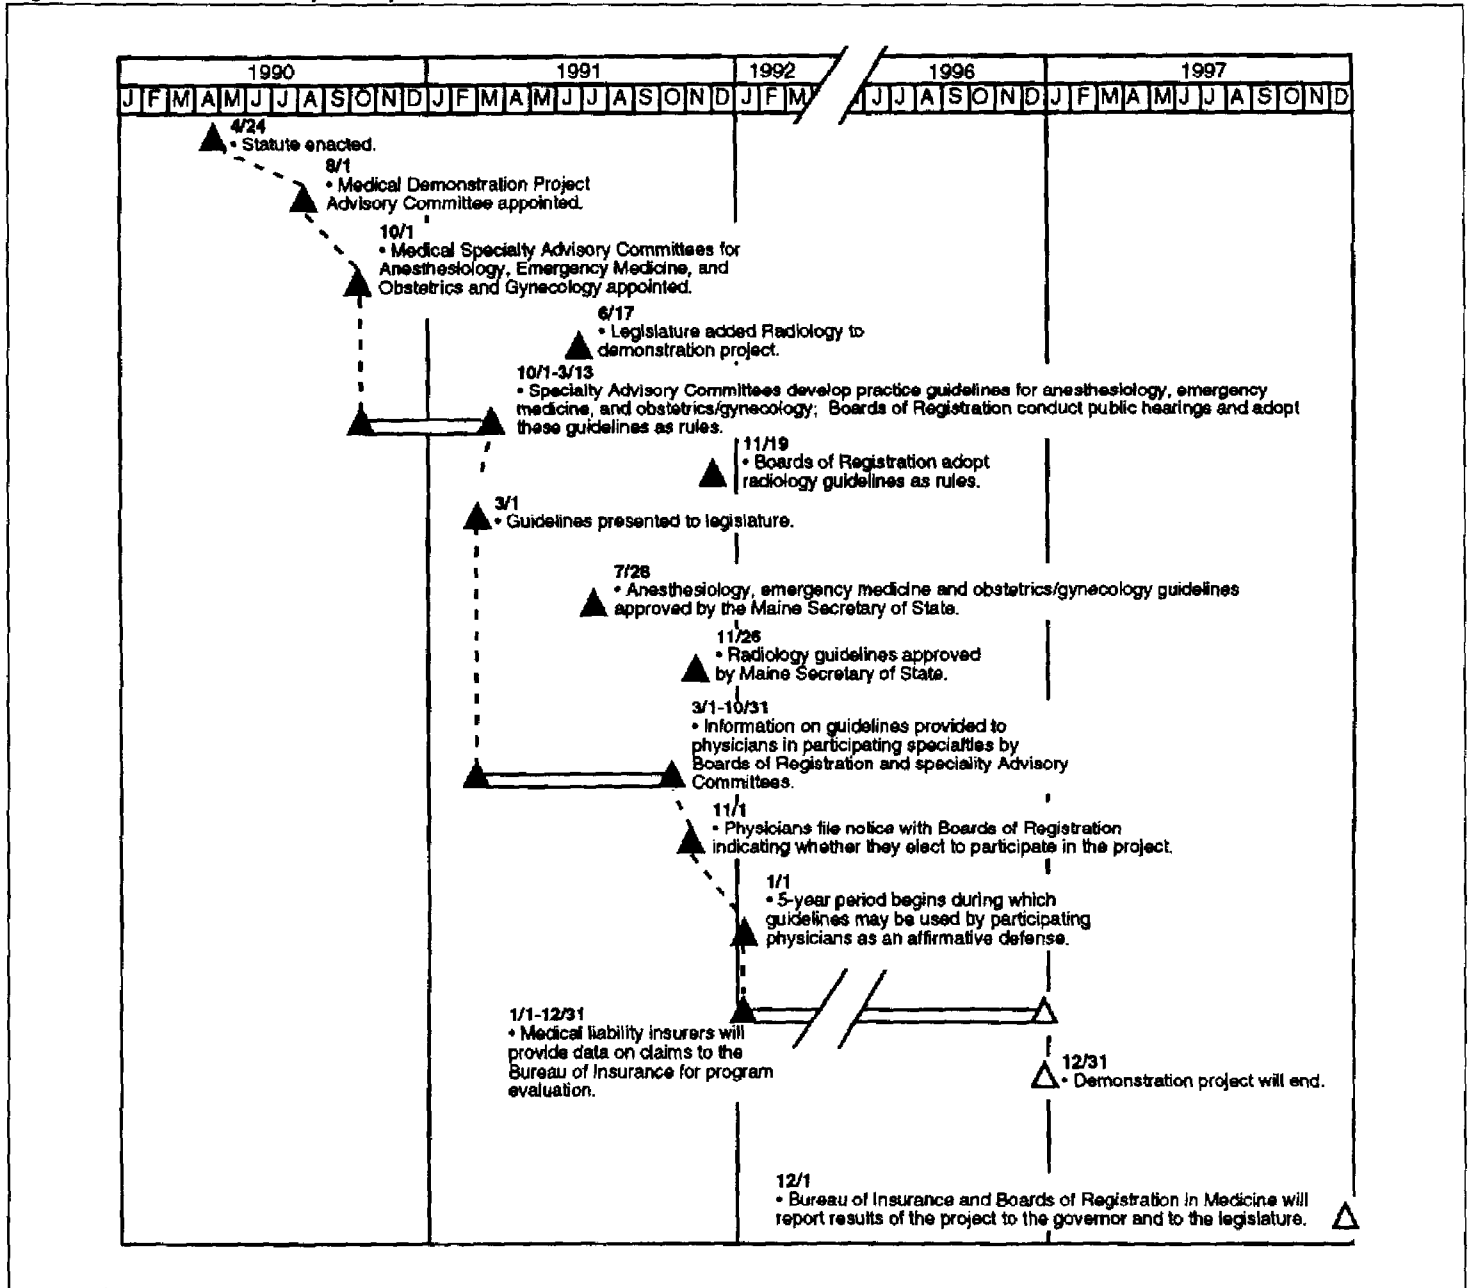 1990 1991 1992 1996 1997
J F M A M J J A S O N D J F M A M J J A S O N D J F M J J A S O N D J F M A M J J A S O N D
4/24
• Statute enacted.
8/1
• Medical Demonstration Project
Advisory Committee appointed.
10/1
• Medical Specialty Advisory Committees for
Anesthesiology, Emergency Medicine, and
Obstetrics and Gynecology appointed.
6/17
• Legislature added Radiology to
demonstration project.
10/1-3/13
• Specialty Advisory Committees develop practice guidelines for anesthesiology, emergency
medicine, and obstetrics/gynecology; Boards of Registration conduct public hearings and adopt
these guidelines as rules.
11/19
• Boards of Registration adopt
radiology guidelines as rules.
3/1
• Guidelines presented to legislature.
• Anesthesiology, emergency medicine and obstetrics/gynecology guidelines
approved by the Maine Secretary of State.
11/26
• Radiology guidelines approved
by Maine Secretary of State.
3/1-10/31
• Information on guidelines provided to
physicians in participating specialties by
Boards of Registration and speciality Advisory
Committees.
11/1
• Physicians file notice with Boards of Registration
indicating whether they elect to participate in the project.
1/1
• 5-year period begins during which
guidelines may be used by participating
physicians as an affirmative defense.
1/1-12/31
• Medical liability insurers will
provide data on claims to the
Bureau of Insurance for program
evaluation.
12/31
• Demonstration project will end.
12/1
• Bureau of Insurance and Boards of Registration in Medicine will
report results of the project to the governor and to the legislature.